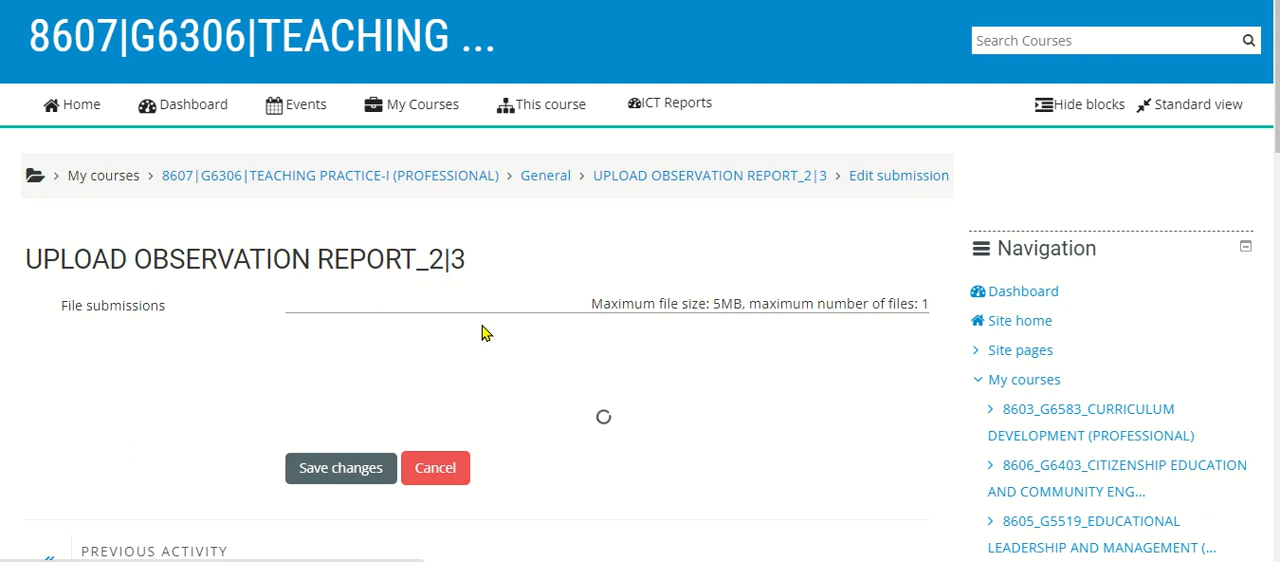 8607|G6306|TEACHING ...
Search Courses
Home Dashboard Events My Courses This course ICT Reports Hide blocks Standard view
> My courses > 8607|G6306|TEACHING PRACTICE-I (PROFESSIONAL) > General > UPLOAD OBSERVATION REPORT_2|3 > Edit submission
UPLOAD OBSERVATION REPORT_2|3
File submissions
Maximum file size: 5MB, maximum number of files: 1
Save changes Cancel
PREVIOUS ACTIVITY
Navigation
Dashboard
Site home
> Site pages
My courses
> 8603_G6583_CURRICULUM
DEVELOPMENT (PROFESSIONAL)
> 8606_G6403_CITIZENSHIP EDUCATION
AND COMMUNITY ENG...
> 8605_G5519_EDUCATIONAL
LEADERSHIP AND MANAGEMENT (...